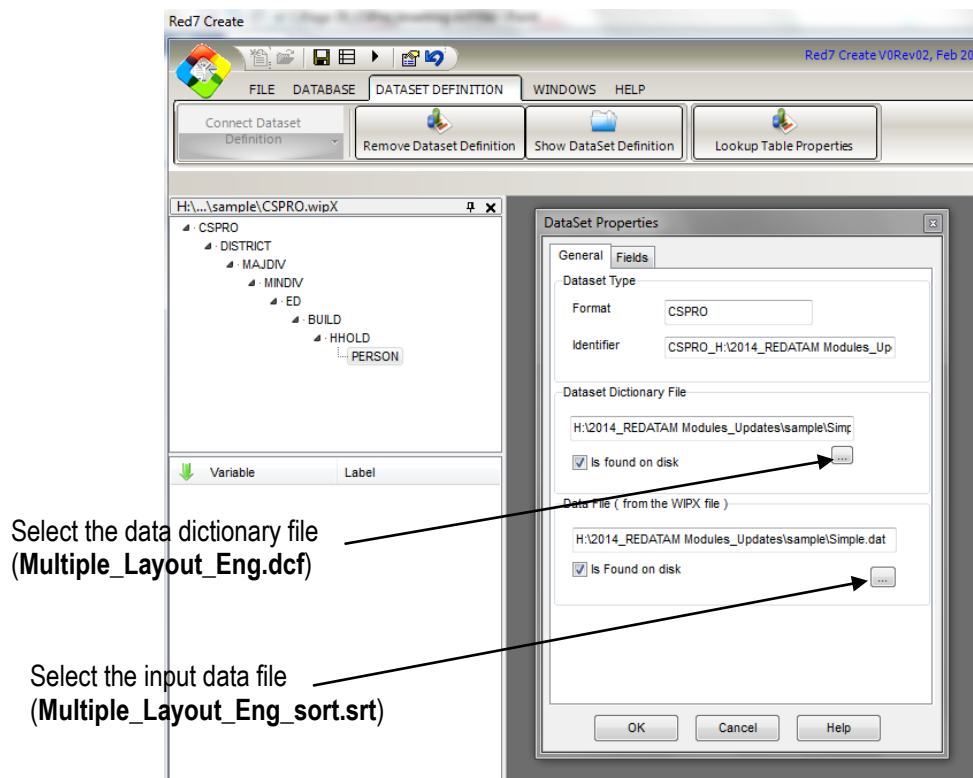 Red7 Create
Red7 Create V0Rev02, Feb 20
FILE DATABASE DATASET DEFINITION WINDOWS HELP
Connect Dataset
Definition
Remove Dataset Definition
Show DataSet Definition
Lookup Table Properties
H:\...\sample\CSPRO.wipX
CSPRO
DISTRICT
MAJDIV
MINDIV
ED
BUILD
HHOLD
PERSON
Variable Label
DataSet Properties
General Fields
Dataset Type
Format CSPRO
Identifier CSPRO_H:\2014_REDATAM Modules_Up
Dataset Dictionary File
H:\2014_REDATAM Modules_Updates\sample\Simp
Is found on disk
...
Data File ( from the WIPX file )
H:\2014_REDATAM Modules_Updates\sample\Simple.dat
Is Found on disk
...
OK Cancel Help
Select the data dictionary file
(Multiple_Layout_Eng.dcf)
Select the input data file
(Multiple_Layout_Eng_sort.srt)